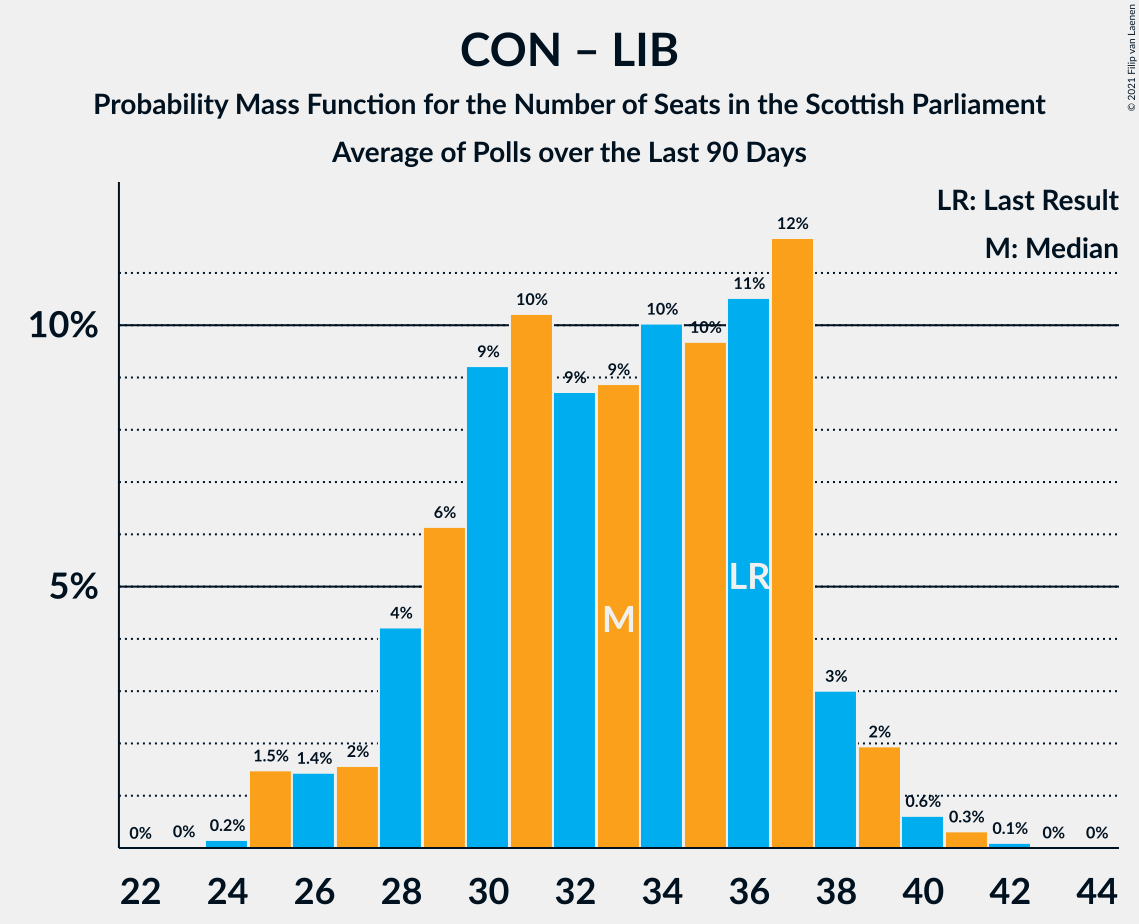 CON – LIB
Probability Mass Function for the Number of Seats in the Scottish Parliament
Average of Polls over the Last 90 Days
© 2021 Filip van Laenen
LR: Last Result
M: Median
10%
5%
0% 0% 0.2% 1.5% 1.4% 2% 4% 6% 9% 10% 9% 9% 10% 10% 11% 12% 3% 2% 0.6% 0.3% 0.1% 0% 0%
M
LR
22 24 26 28 30 32 34 36 38 40 42 44